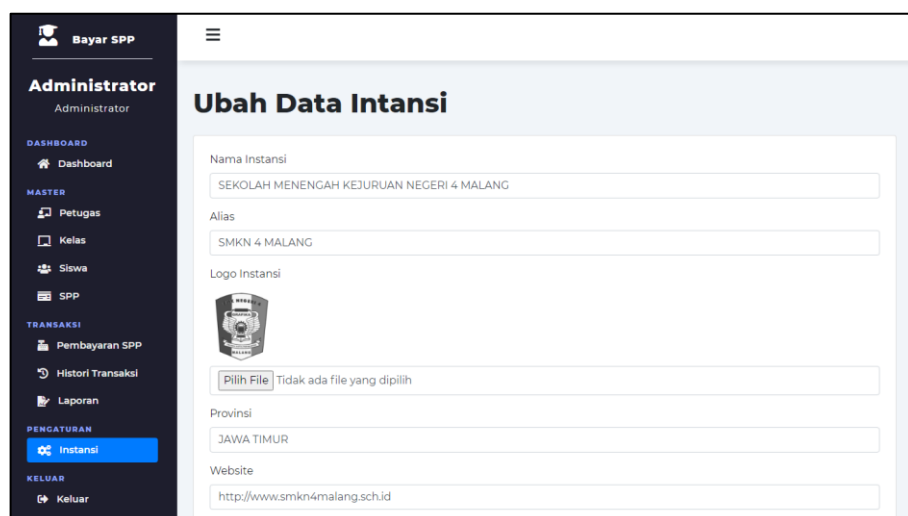 Bayar SPP
Administrator
Administrator
DASHBOARD
Dashboard
MASTER
Petugas
Kelas
Siswa
SPP
TRANSAKSI
Pembayaran SPP
Histori Transaksi
Laporan
PENGATURAN
Instansi
KELUAR
Keluar
Ubah Data Intansi
Nama Instansi
SEKOLAH MENENGAH KEJURUAN NEGERI 4 MALANG
Alias
SMKN 4 MALANG
Logo Instansi
MALANG
Pilih File Tidak ada file yang dipilih
Provinsi
JAWA TIMUR
Website
http://www.smkn4malang.sch.id